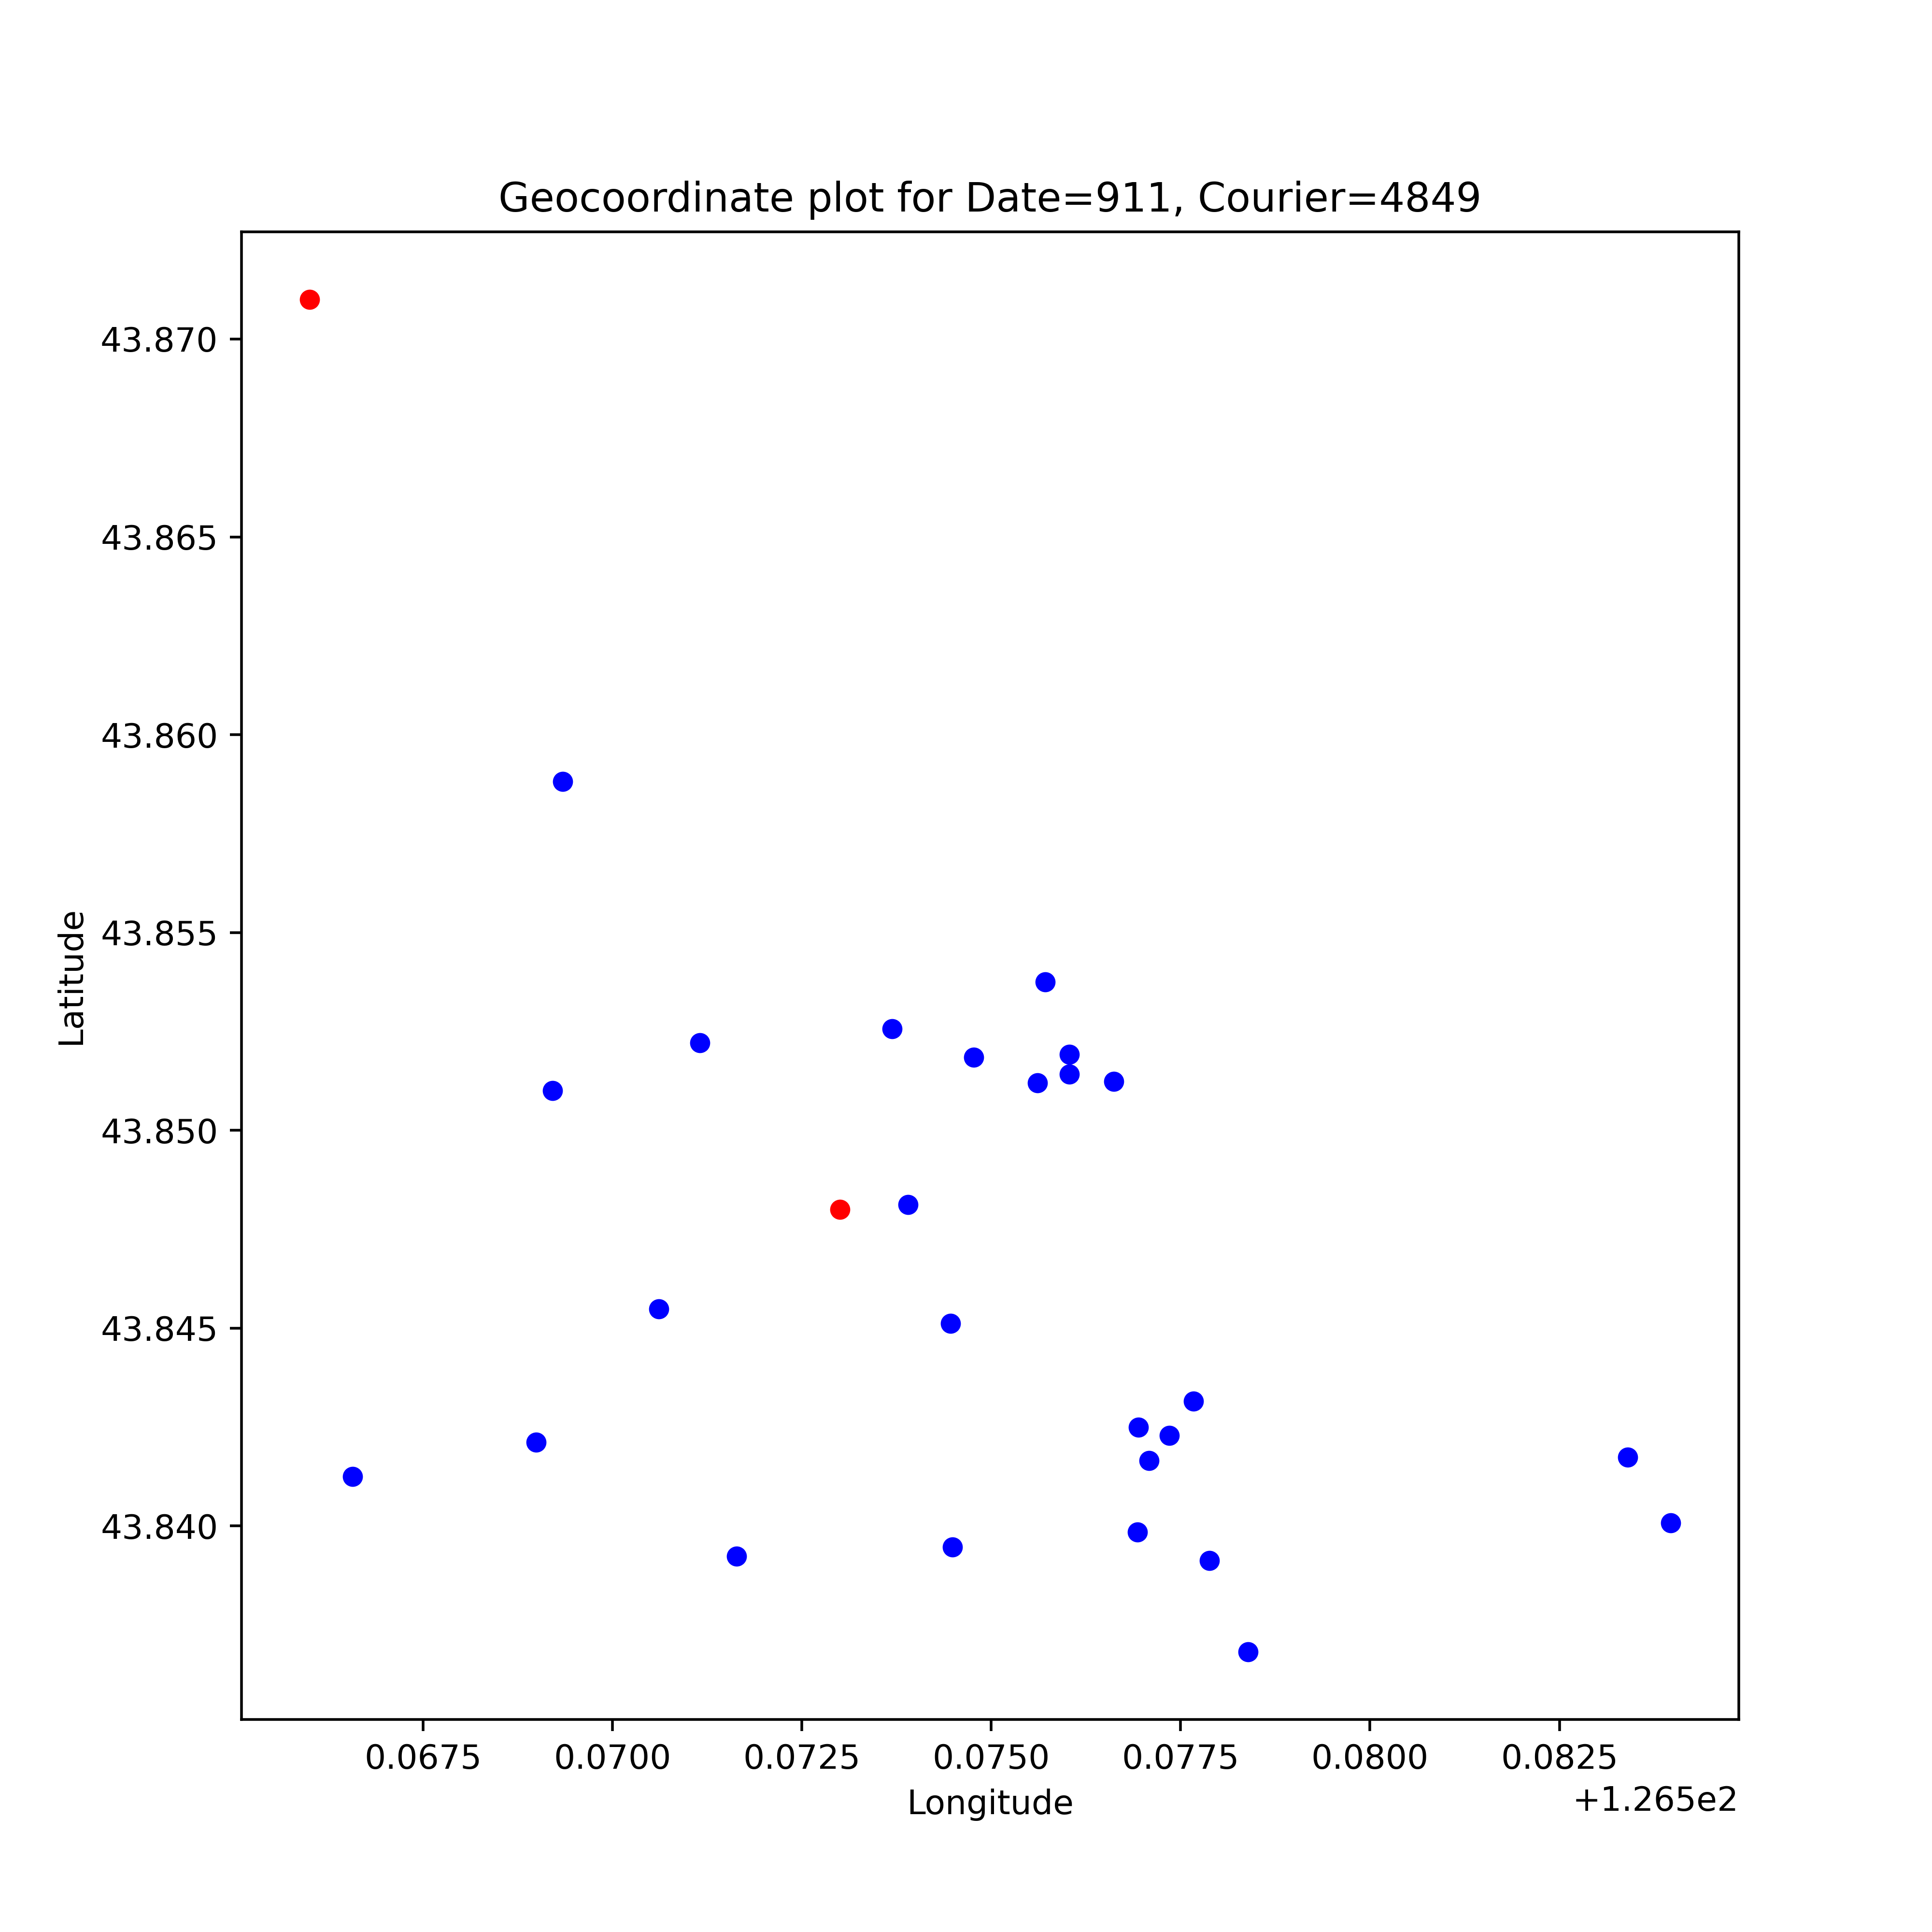 Geocoordinate plot for Date=911, Courier=4849
43.870
43.865
43.860
43.855
43.850
43.845
43.840
Latitude
0.0675 0.0700 0.0725 0.0750 0.0775 0.0800 0.0825
Longitude
+1.265e2